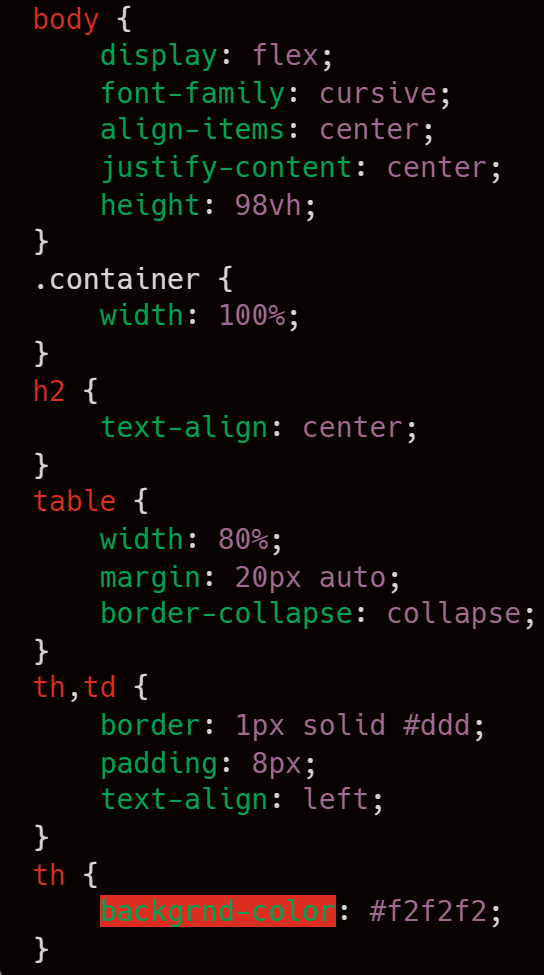 body {
display: flex;
font-family: cursive;
align-items: center;
justify-content: center;
height: 98vh;
}
.container {
width: 100%;
}
h2 {
text-align: center;
}
table {
width: 80%;
margin: 20px auto;
border-collapse: collapse;
}
th,td {
border: 1px solid #ddd;
padding: 8px;
text-align: left;
}
th {
backgrnd-color: #f2f2f2;
}